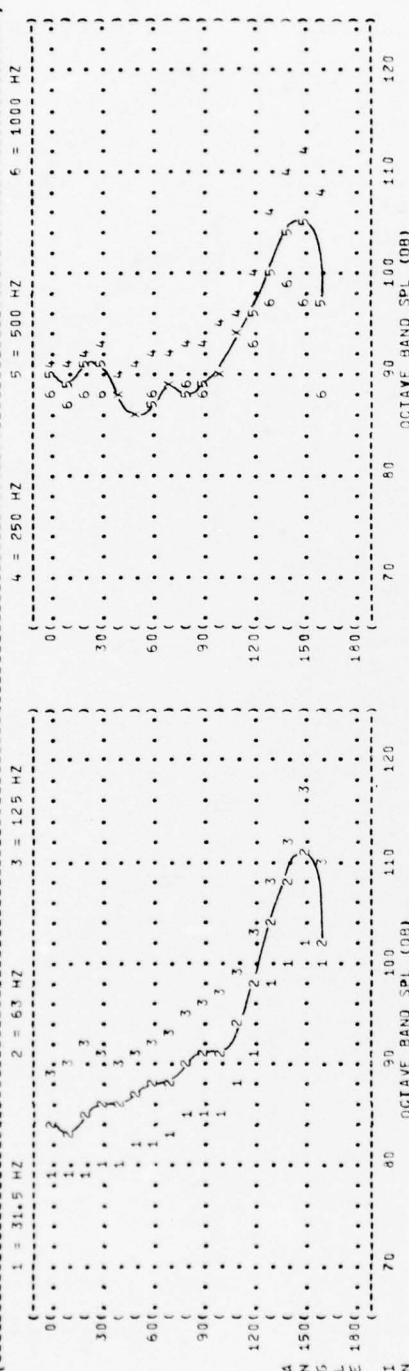 1 = 31.5 HZ 2 = 63 HZ 3 = 125 HZ
0
30
60
90
120
150
180
A
N
G
L
E
I
N
70 80 90 100 110 120
OCTAVE BAND SPL (DB)
4 = 250 HZ 5 = 500 HZ 6 = 1000 HZ
0
30
60
90
120
150
180
70 80 90 100 110 120
OCTAVE BAND SPL (DB)